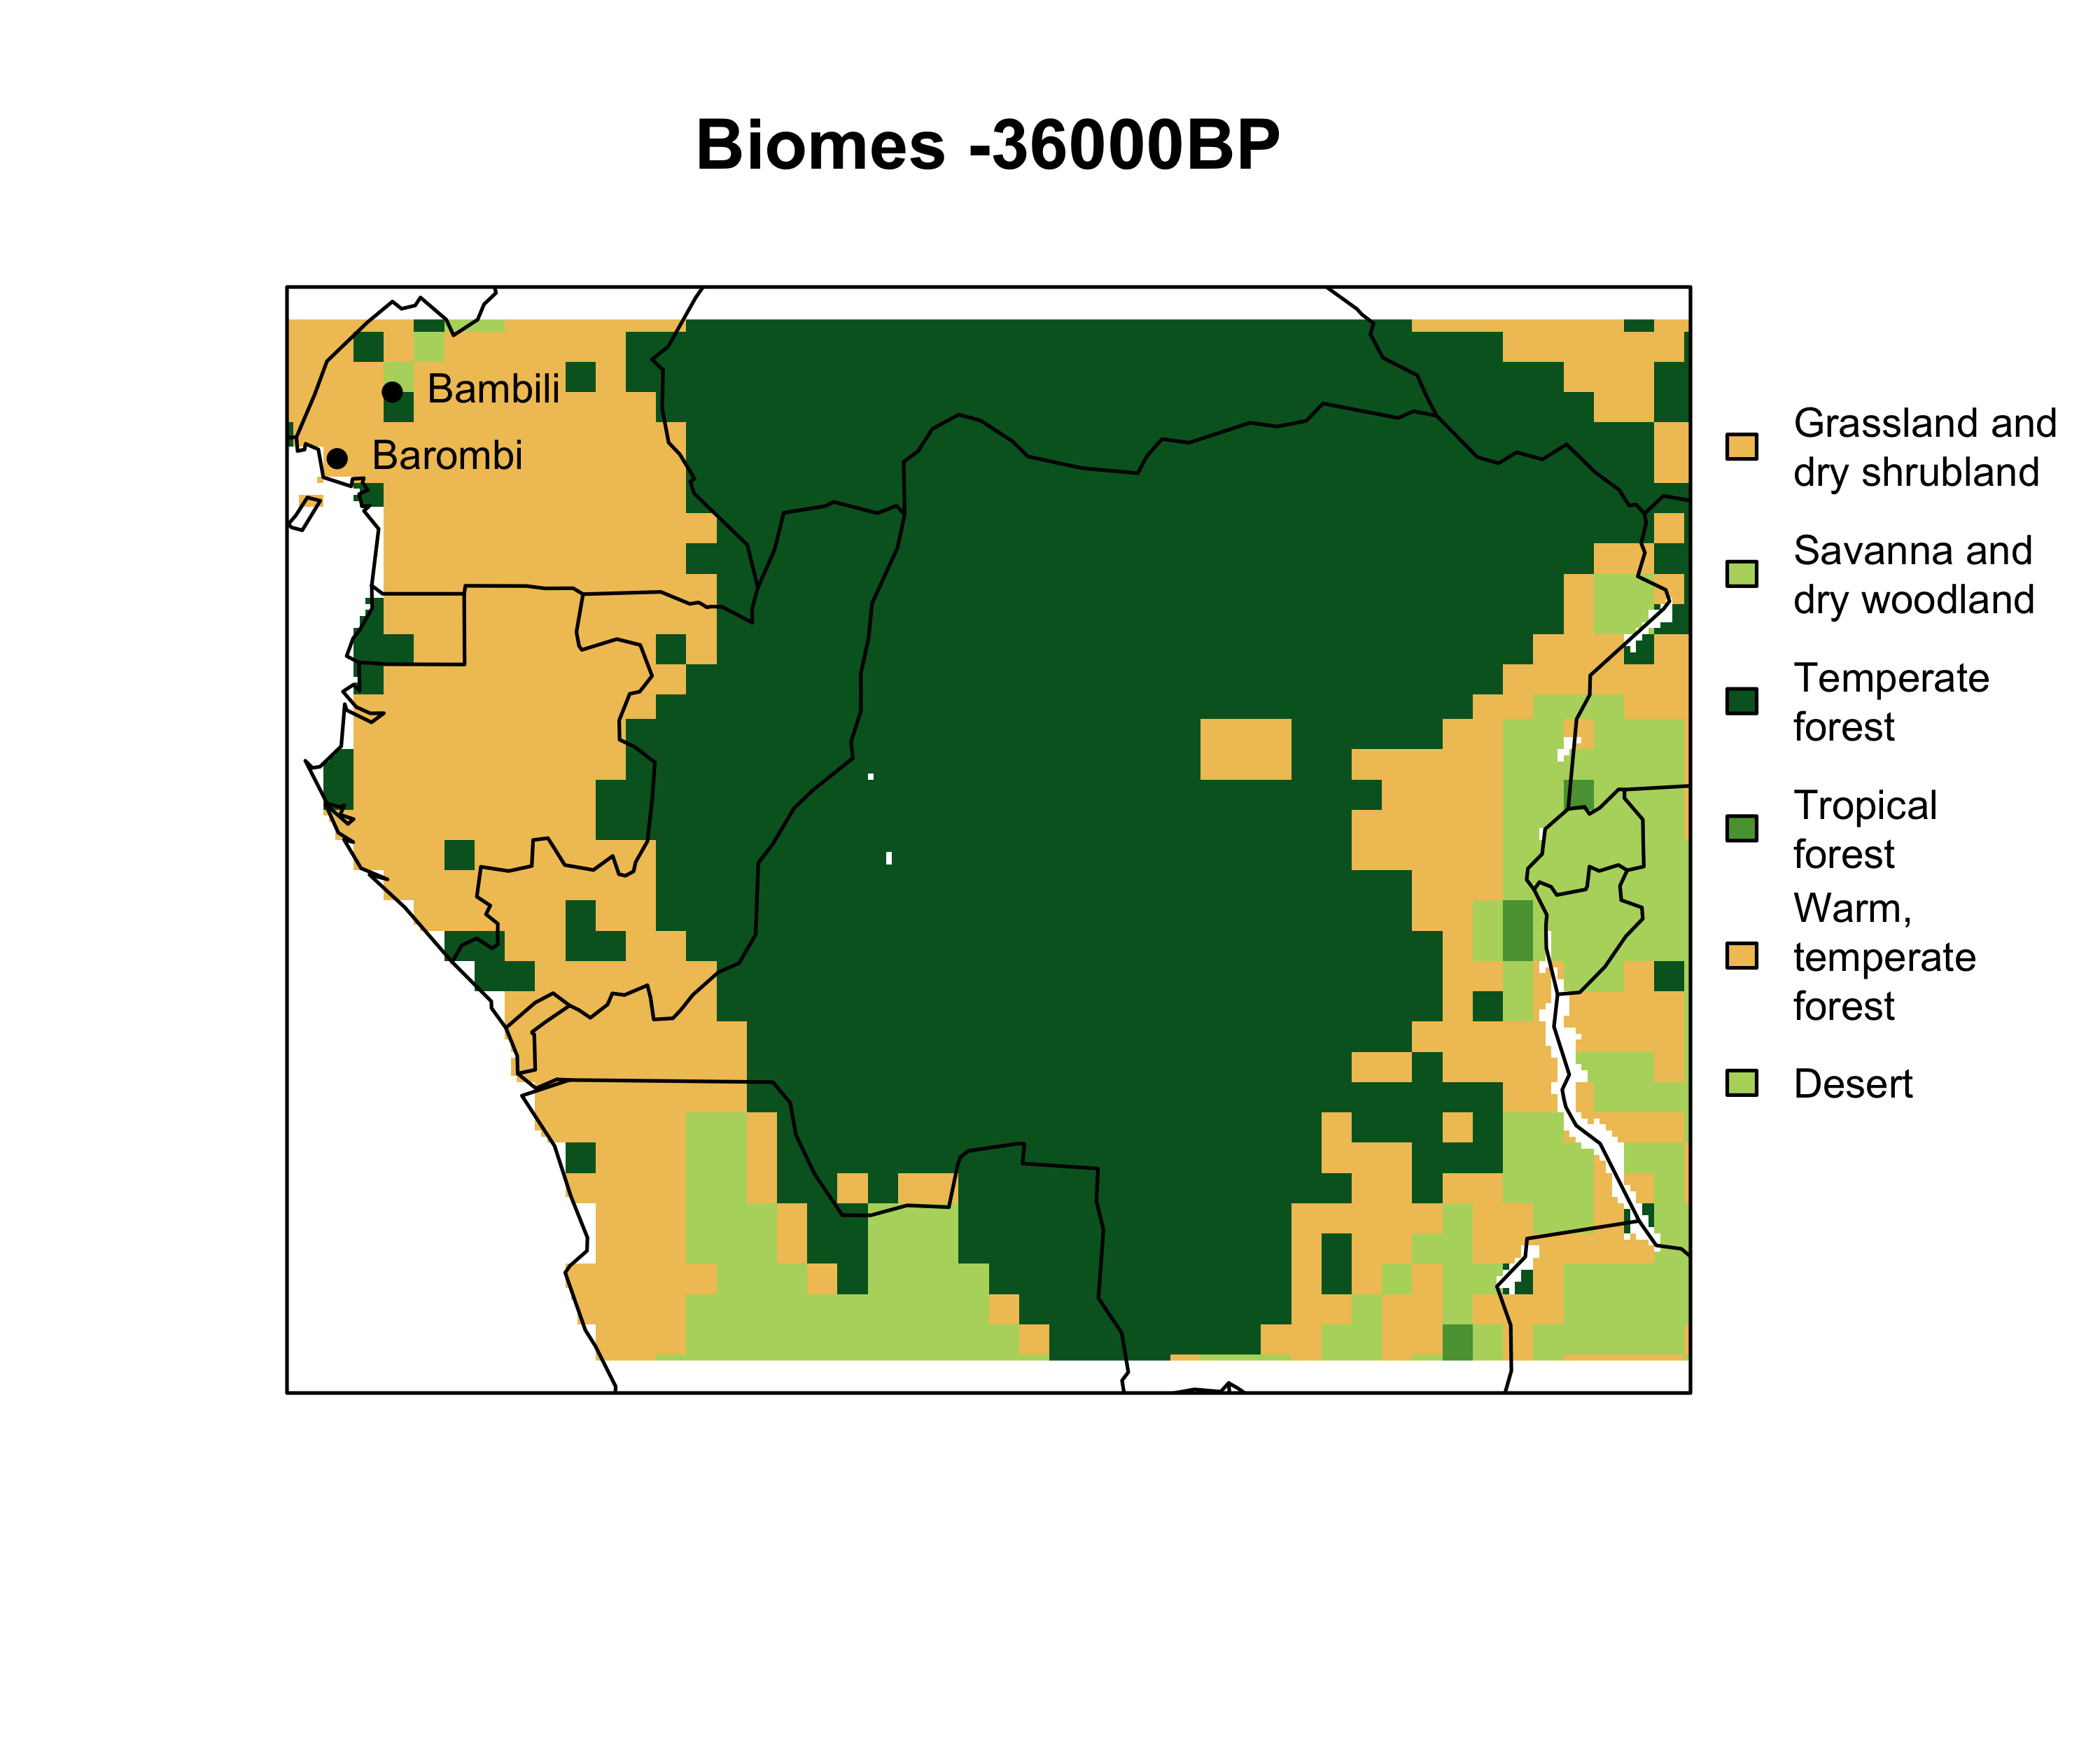 Biomes -36000BP
Bambili
Barombi
Grassland and
dry shrubland
Savanna and
dry woodland
Temperate
forest
Tropical
forest
Warm,
temperate
forest
Desert